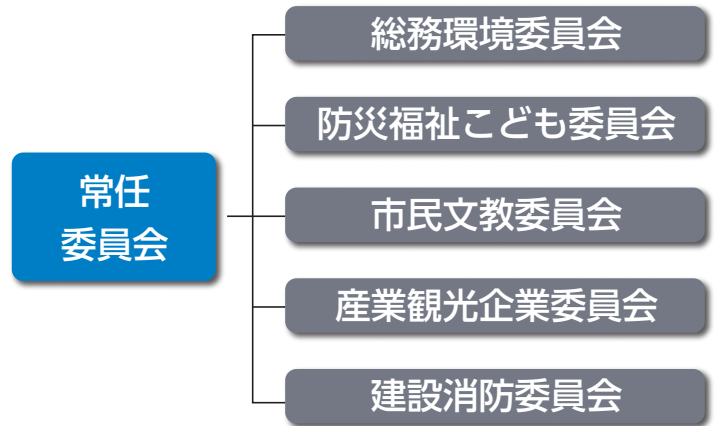 常任
委員会
総務環境委員会
防災福祉こども委員会
市民文教委員会
産業観光企業委員会
建設消防委員会